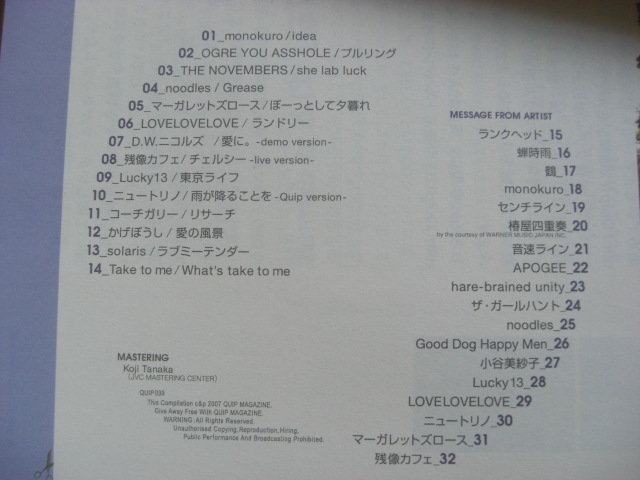 01_monokuro/idea
02_OGRE YOU ASSHOLE/プルリング
03_THE NOVEMBERS/she lab luck
04_noodles/Grease
05_マーガレットズロース/ぼーっとして夕暮れ
06_LOVELOVELOVE/ランドリー
07_D.W.ニコルズ/愛に。-demo version-
08_残像カフェ/チェルシー-live version-
09_Lucky13/東京ライフ
10_ニュートリノ/雨が降ることを-Quip version-
11_コーチガリー/リサーチ
12_かげぼうし/愛の風景
13_solaris/ラブミーテンダー
14_Take to me/What's take to me
MASTERING
Koji Tanaka
(JVC MASTERING CENTER)
QUIP036
This Compilation c&p 2007 QUIP MAGAZINE.
Give Away Free With QUIP MAGAZINE.
WARNING :All Rights Reserved.
Unauthorised Copying,Reproduction,Hiring,
Public Performance And Broadcasting Prohibited.
MESSAGE FROM ARTIST
ランクヘッド_15
蝉時雨_16
鶴_17
monokuro_18
センチライン_19
椿屋四重奏_20
by the courtesy of WARNER MUSIC JAPAN INC.
音速ライン_21
APOGEE_22
hare-brained unity_23
ザ・ガールハント_24
noodles_25
Good Dog Happy Men_26
小谷美紗子_27
Lucky13_28
LOVELOVELOVE_29
ニュートリノ_30
マーガレットズロース_31
残像カフェ_32